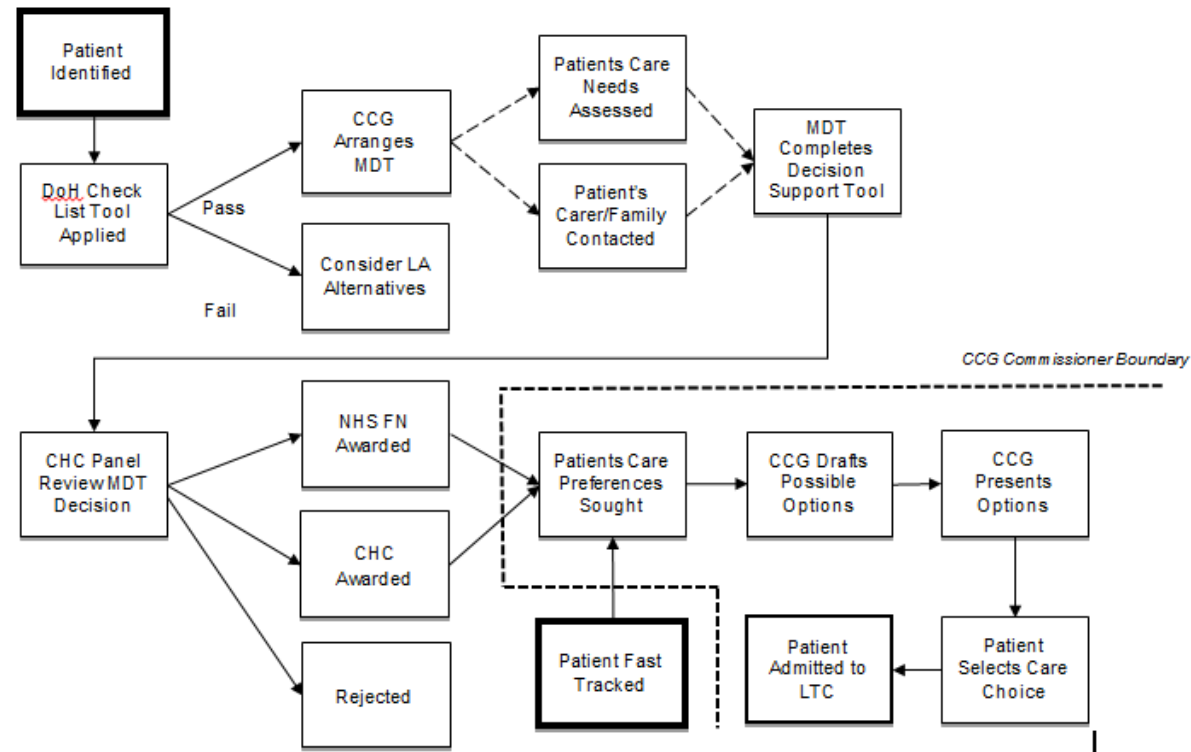 Patient
Identified
DoH Check
List Tool
Applied
Pass
Fail
CCG
Arranges
MDT
Consider LA
Alternatives
Patients Care
Needs
Assessed
Patient's
Carer/Family
Contacted
MDT
Completes
Decision
Support Tool
CCG Commissioner Boundary
CHC Panel
Review MDT
Decision
NHS FN
Awarded
CHC
Awarded
Rejected
Patients Care
Preferences
Sought
Patient Fast
Tracked
CCG Drafts
Possible
Options
CCG
Presents
Options
Patient
Selects Care
Choice
Patient
Admitted to
LTC